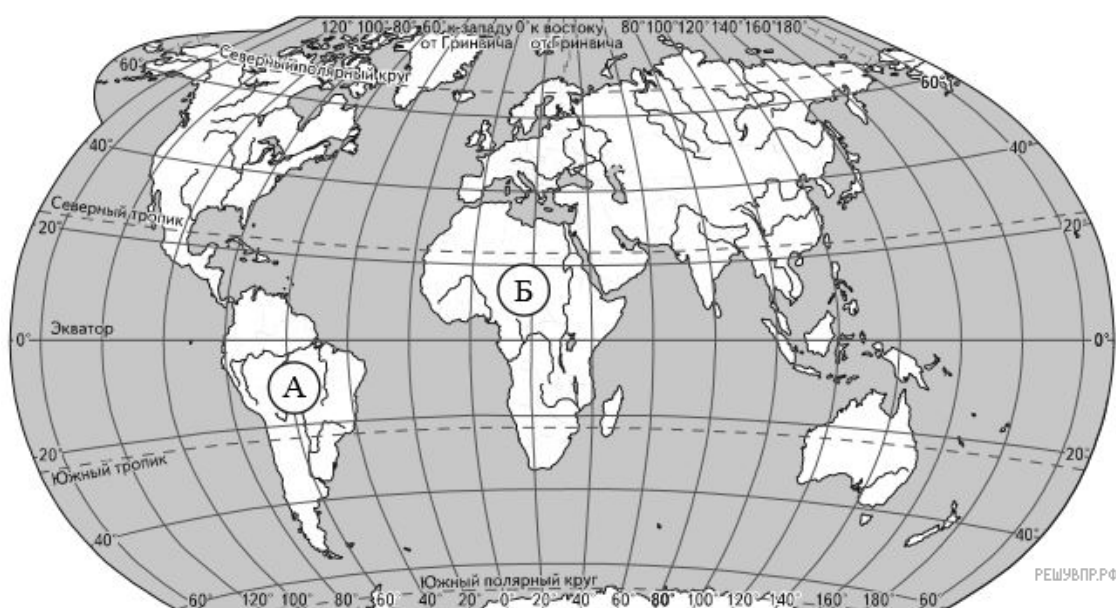 120° 100° 80° 60° к западу 0° к востоку 80° 100° 120° 140° 160° 180°
от Гринвича от Гринвича
Северный полярный круг
60° 60°
40° 40°
Северный тропик
20° 20°
Б
Экватор
0° 0°
А
20° 20°
Южный тропик
40° 40°
РЕШУВПР.РФ
Южный полярный круг
60° 120° 100° 80° 60° 40° 20° 0° 20° 40° 60° 80° 100° 120° 140° 160° 180° 60°